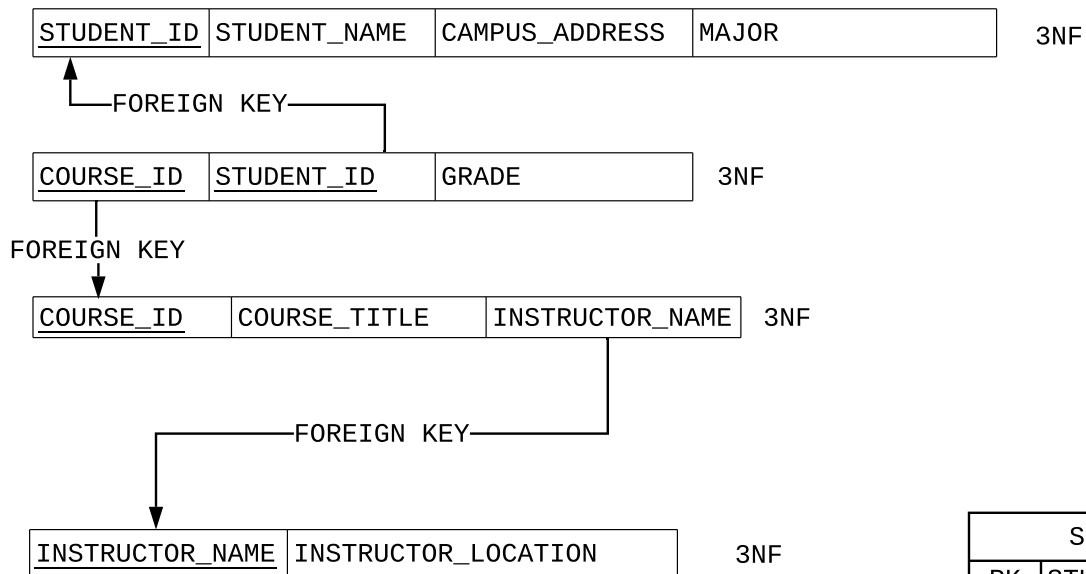 STUDENT_ID STUDENT_NAME CAMPUS_ADDRESS MAJOR 3NF
FOREIGN KEY
COURSE_ID STUDENT_ID GRADE 3NF
FOREIGN KEY
COURSE_ID COURSE_TITLE INSTRUCTOR_NAME 3NF
FOREIGN KEY
INSTRUCTOR_NAME INSTRUCTOR_LOCATION 3NF